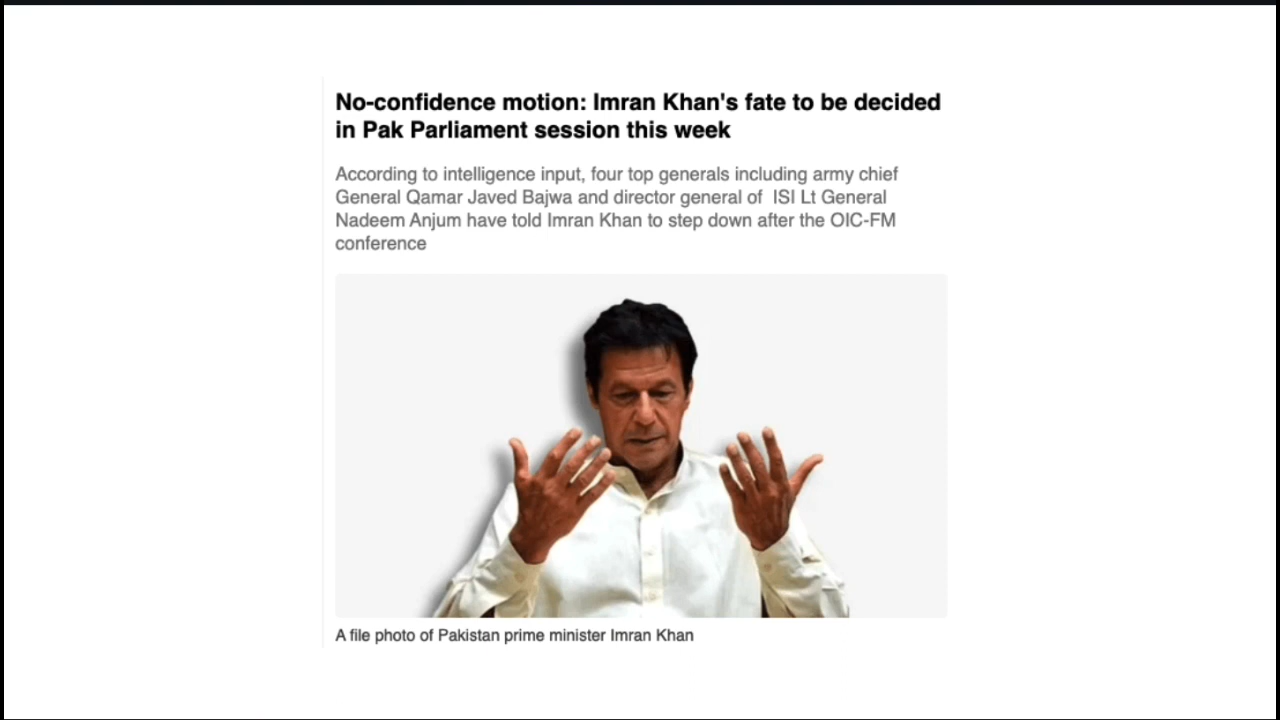 No-confidence motion: Imran Khan's fate to be decided
in Pak Parliament session this week
According to intelligence input, four top generals including army chief
General Qamar Javed Bajwa and director general of  ISI Lt General
Nadeem Anjum have told Imran Khan to step down after the OIC-FM
conference
A file photo of Pakistan prime minister Imran Khan